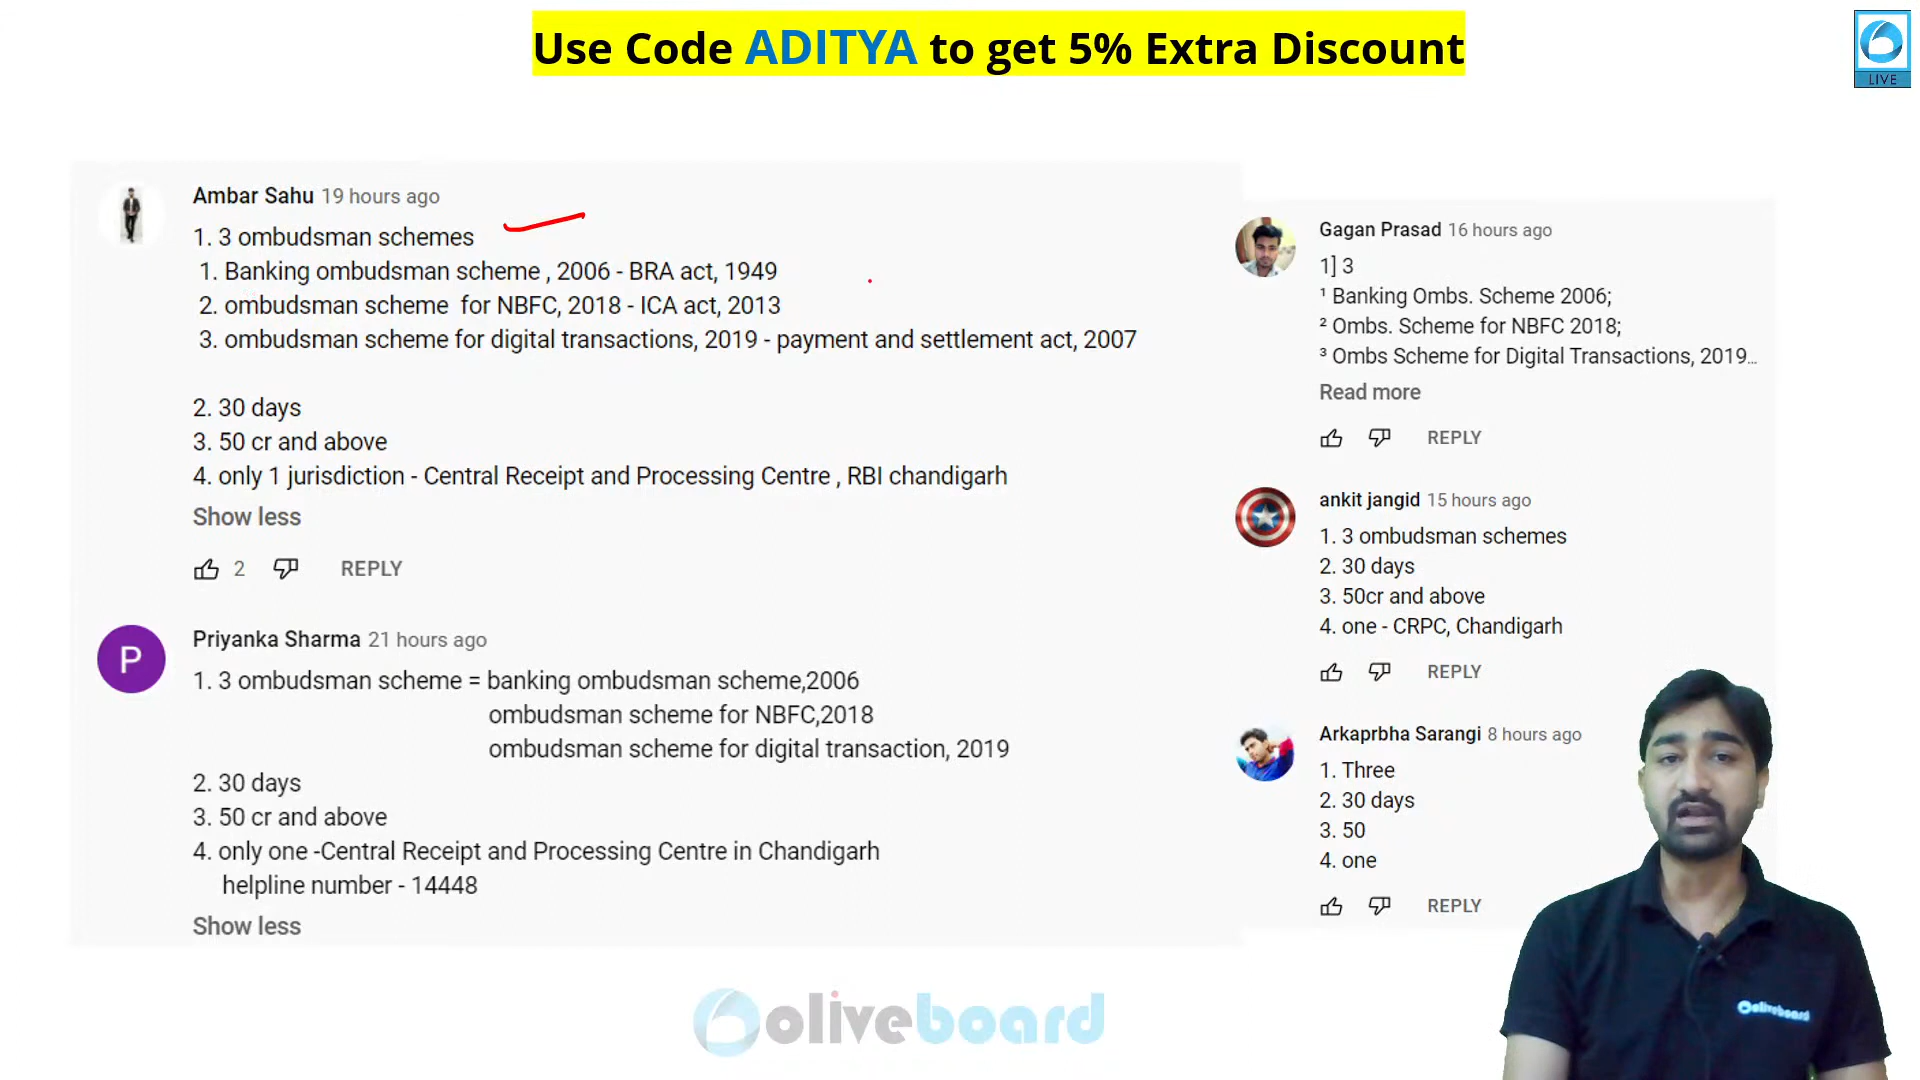 Use Code ADITYA to get 5% Extra Discount
LIVE
Ambar Sahu 19 hours ago
1. 3 ombudsman schemes
1. Banking ombudsman scheme , 2006 - BRA act, 1949
2. ombudsman scheme for NBFC, 2018 - ICA act, 2013
3. ombudsman scheme for digital transactions, 2019 - payment and settlement act, 2007
2. 30 days
3. 50 cr and above
4. only 1 jurisdiction - Central Receipt and Processing Centre , RBI chandigarh
Show less
2 REPLY
P
Priyanka Sharma 21 hours ago
1. 3 ombudsman scheme = banking ombudsman scheme,2006
ombudsman scheme for NBFC,2018
ombudsman scheme for digital transaction, 2019
2. 30 days
3. 50 cr and above
4. only one -Central Receipt and Processing Centre in Chandigarh
helpline number - 14448
Show less
Gagan Prasad 16 hours ago
1] 3
¹ Banking Ombs. Scheme 2006;
² Ombs. Scheme for NBFC 2018;
³ Ombs Scheme for Digital Transactions, 2019...
Read more
REPLY
ankit jangid 15 hours ago
1. 3 ombudsman schemes
2. 30 days
3. 50cr and above
4. one - CRPC, Chandigarh
REPLY
Arkaprbha Sarangi 8 hours ago
1. Three
2. 30 days
3. 50
4. one
REPLY
oliveboard
oliveboard